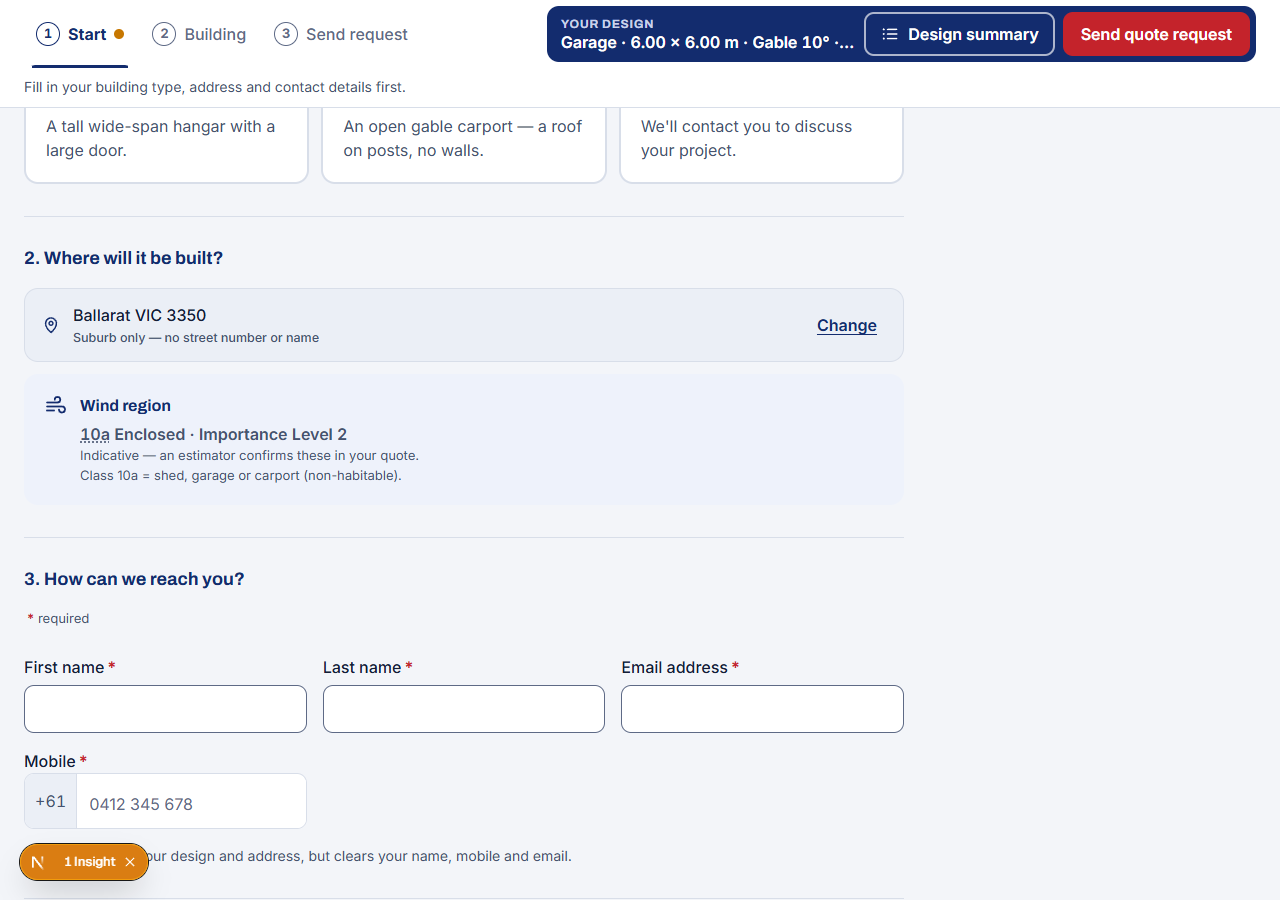 1 Start
2 Building
3 Send request
YOUR DESIGN
Garage · 6.00 × 6.00 m · Gable 10° ·...
Design summary
Send quote request
Fill in your building type, address and contact details first.
A tall wide-span hangar with a
large door.
An open gable carport — a roof
on posts, no walls.
We'll contact you to discuss
your project.
2. Where will it be built?
Ballarat VIC 3350
Suburb only — no street number or name
Change
Wind region
10a Enclosed · Importance Level 2
Indicative — an estimator confirms these in your quote.
Class 10a = shed, garage or carport (non-habitable).
3. How can we reach you?
* required
First name *
Last name *
Email address *
Mobile *
+61
0412 345 678
design and address, but clears your name, mobile and email.
N 1 Insight